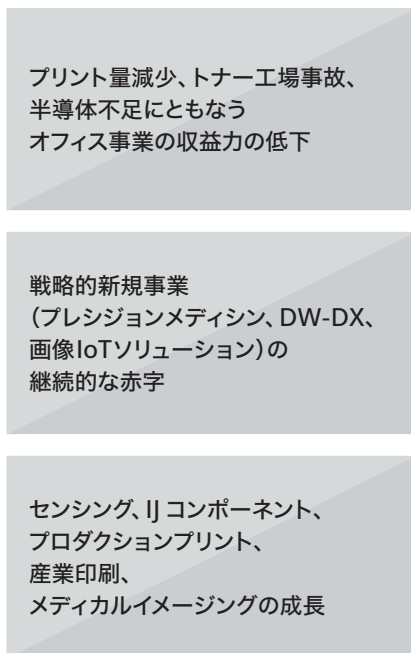 プリント量減少、トナー工場事故、
半導体不足にともなう
オフィス事業の収益力の低下
戦略的新規事業
（プレシジョンメディシン、DW-DX、
画像IoTソリューション）の
継続的な赤字
センシング、IJ コンポーネント、
プロダクションプリント、
産業印刷、
メディカルイメージングの成長